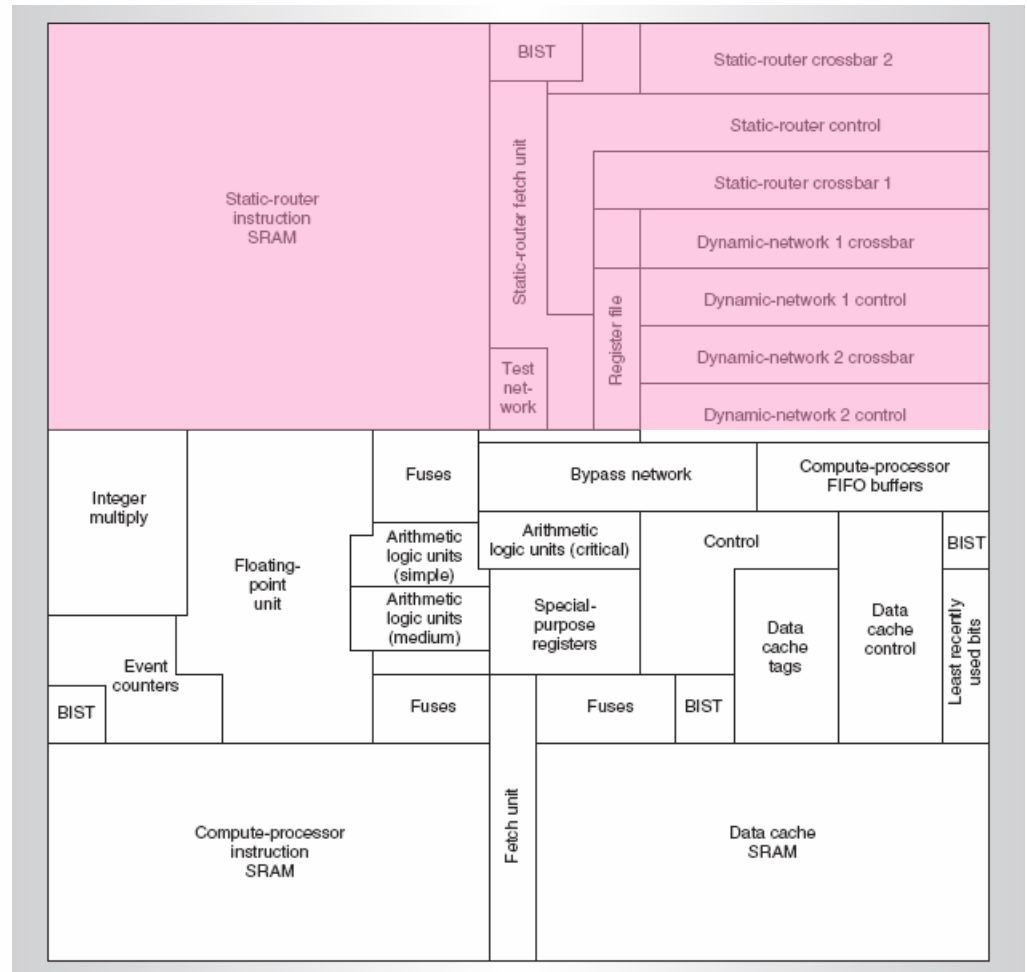 BIST
Static-router crossbar 2
Static-router control
Static-router fetch unit
Static-router crossbar 1
Static-router
instruction
SRAM
Dynamic-network 1 crossbar
Dynamic-network 1 control
Register file
Dynamic-network 2 crossbar
Test
net-
work
Dynamic-network 2 control
Integer
multiply
Floating-
point
unit
Fuses
Bypass network
Compute-processor
FIFO buffers
Arithmetic
logic units
(simple)
Arithmetic
logic units (critical)
Control
BIST
Arithmetic
logic units
(medium)
Special-
purpose
registers
Data
cache
tags
Data
cache
control
Least recently
used bits
Event
counters
BIST
Fuses
Fuses
BIST
Compute-processor
instruction
SRAM
Fetch unit
Data cache
SRAM